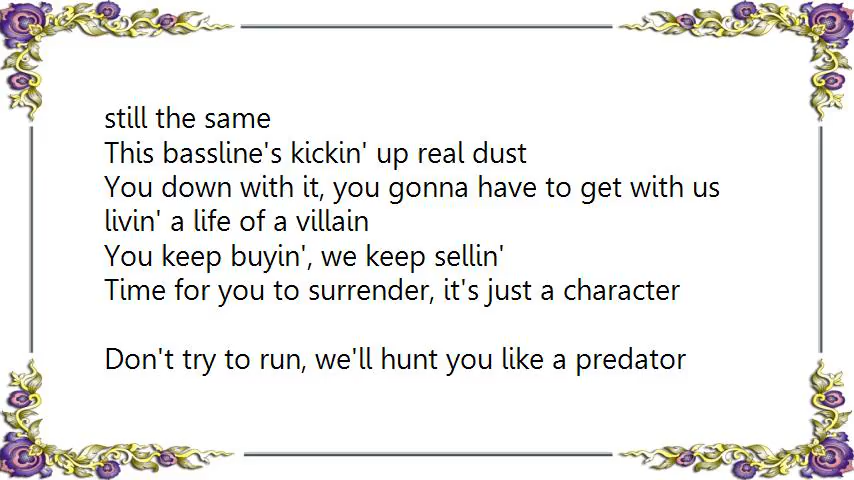 still the same
This bassline's kickin' up real dust
You down with it, you gonna have to get with us
livin' a life of a villain
You keep buyin', we keep sellin'
Time for you to surrender, it's just a character
Don't try to run, we'll hunt you like a predator